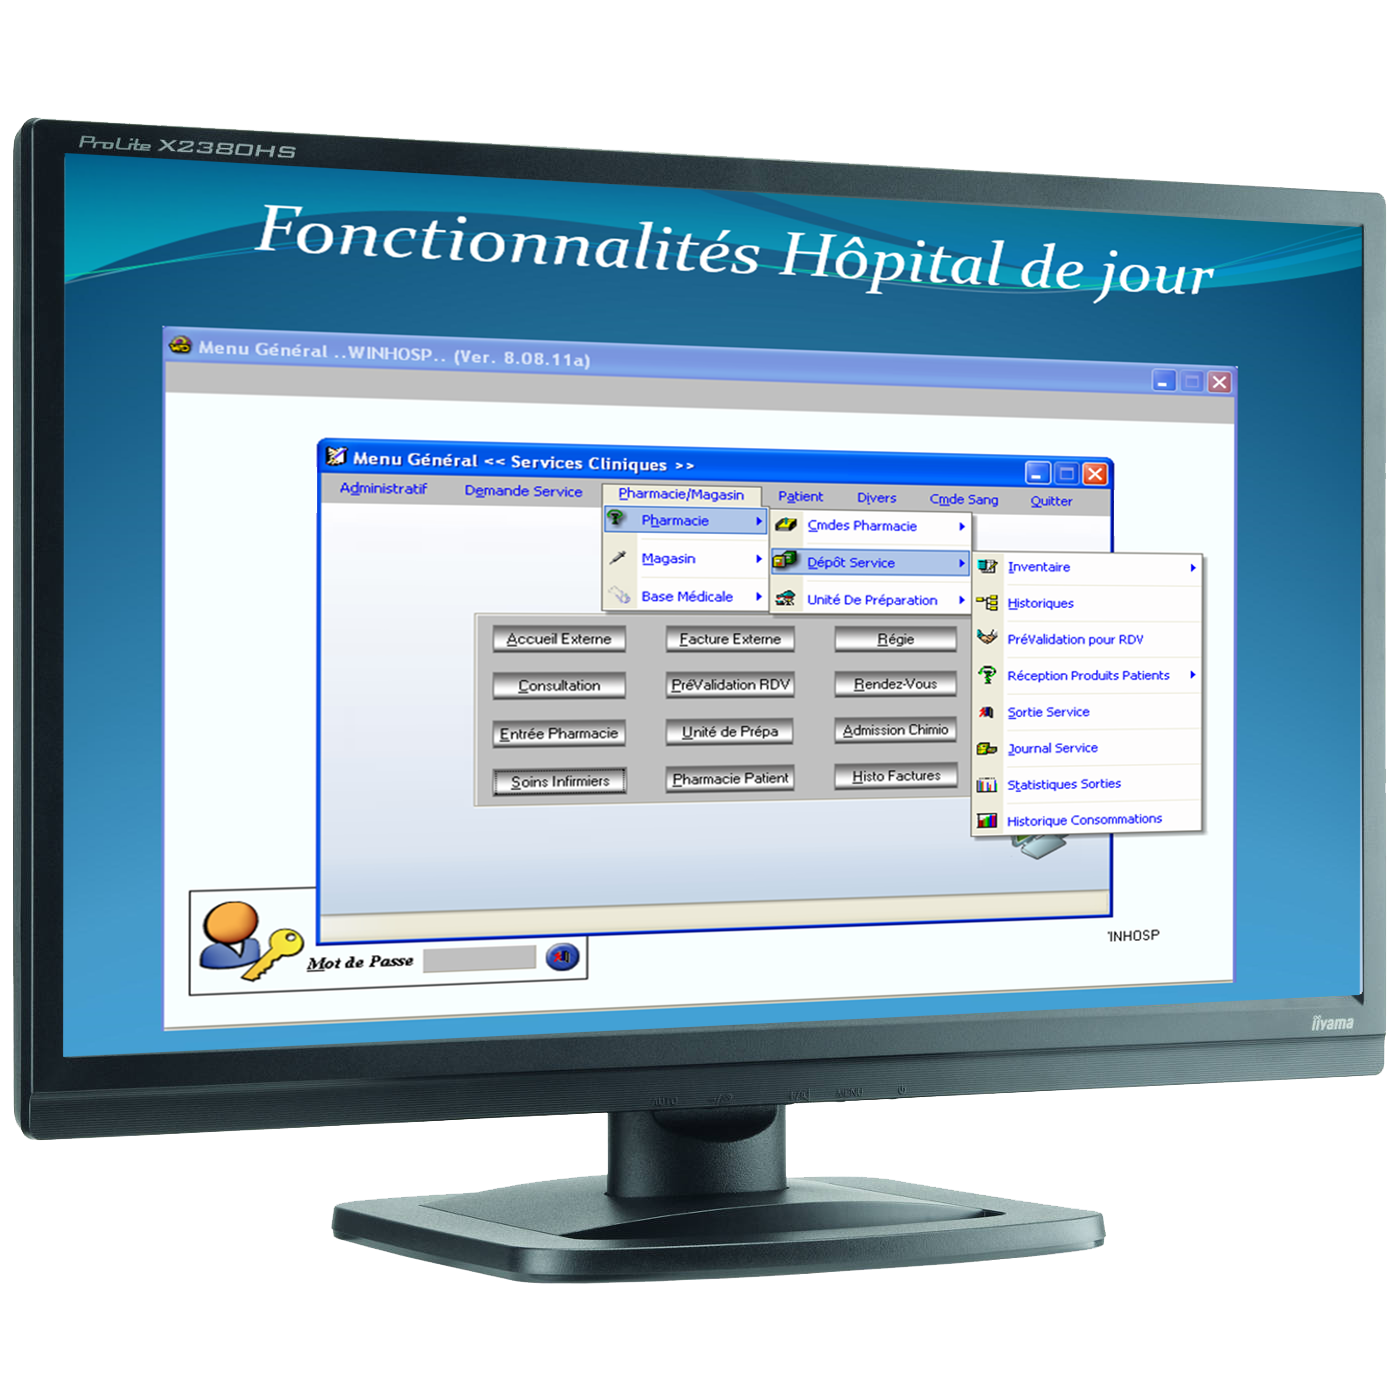 ProLite X2380HS
Fonctionnalités Hôpital de jour
Menu Général ..WINHOSP.. (Ver. 8.08.11a)
Menu Général << Services Cliniques >>
Administratif Demande Service Pharmacie/Magasin Patient Divers Cmde Sang Quitter
Pharmacie
Magasin
Base Médicale
Cmdes Pharmacie
Dépôt Service
Unité De Préparation
Inventaire
Historiques
PréValidation pour RDV
Réception Produits Patients
Sortie Service
Journal Service
Statistiques Sorties
Historique Consommations
Accueil Externe Facture Externe Régie
Consultation PréValidation RDV Rendez-Vous
Entrée Pharmacie Unité de Prépa Admission Chimio
Soins Infirmiers Pharmacie Patient Histo Factures
INHOSP
Mot de Passe
iiyama
AUTO MENU